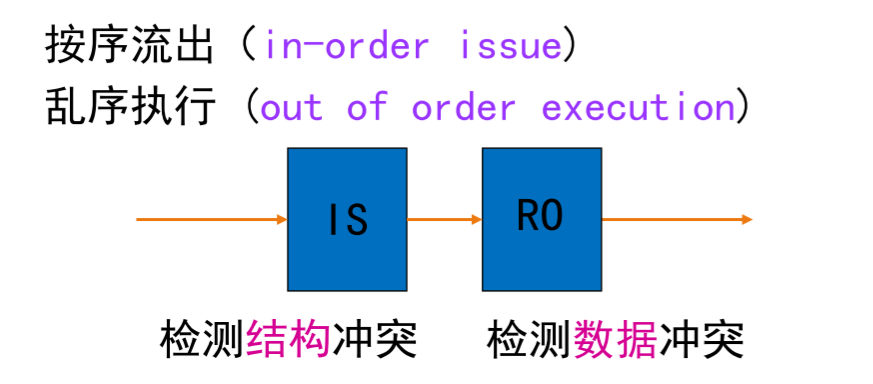 按序流出（in-order issue）
乱序执行（out of order execution）
IS
RO
检测结构冲突
检测数据冲突